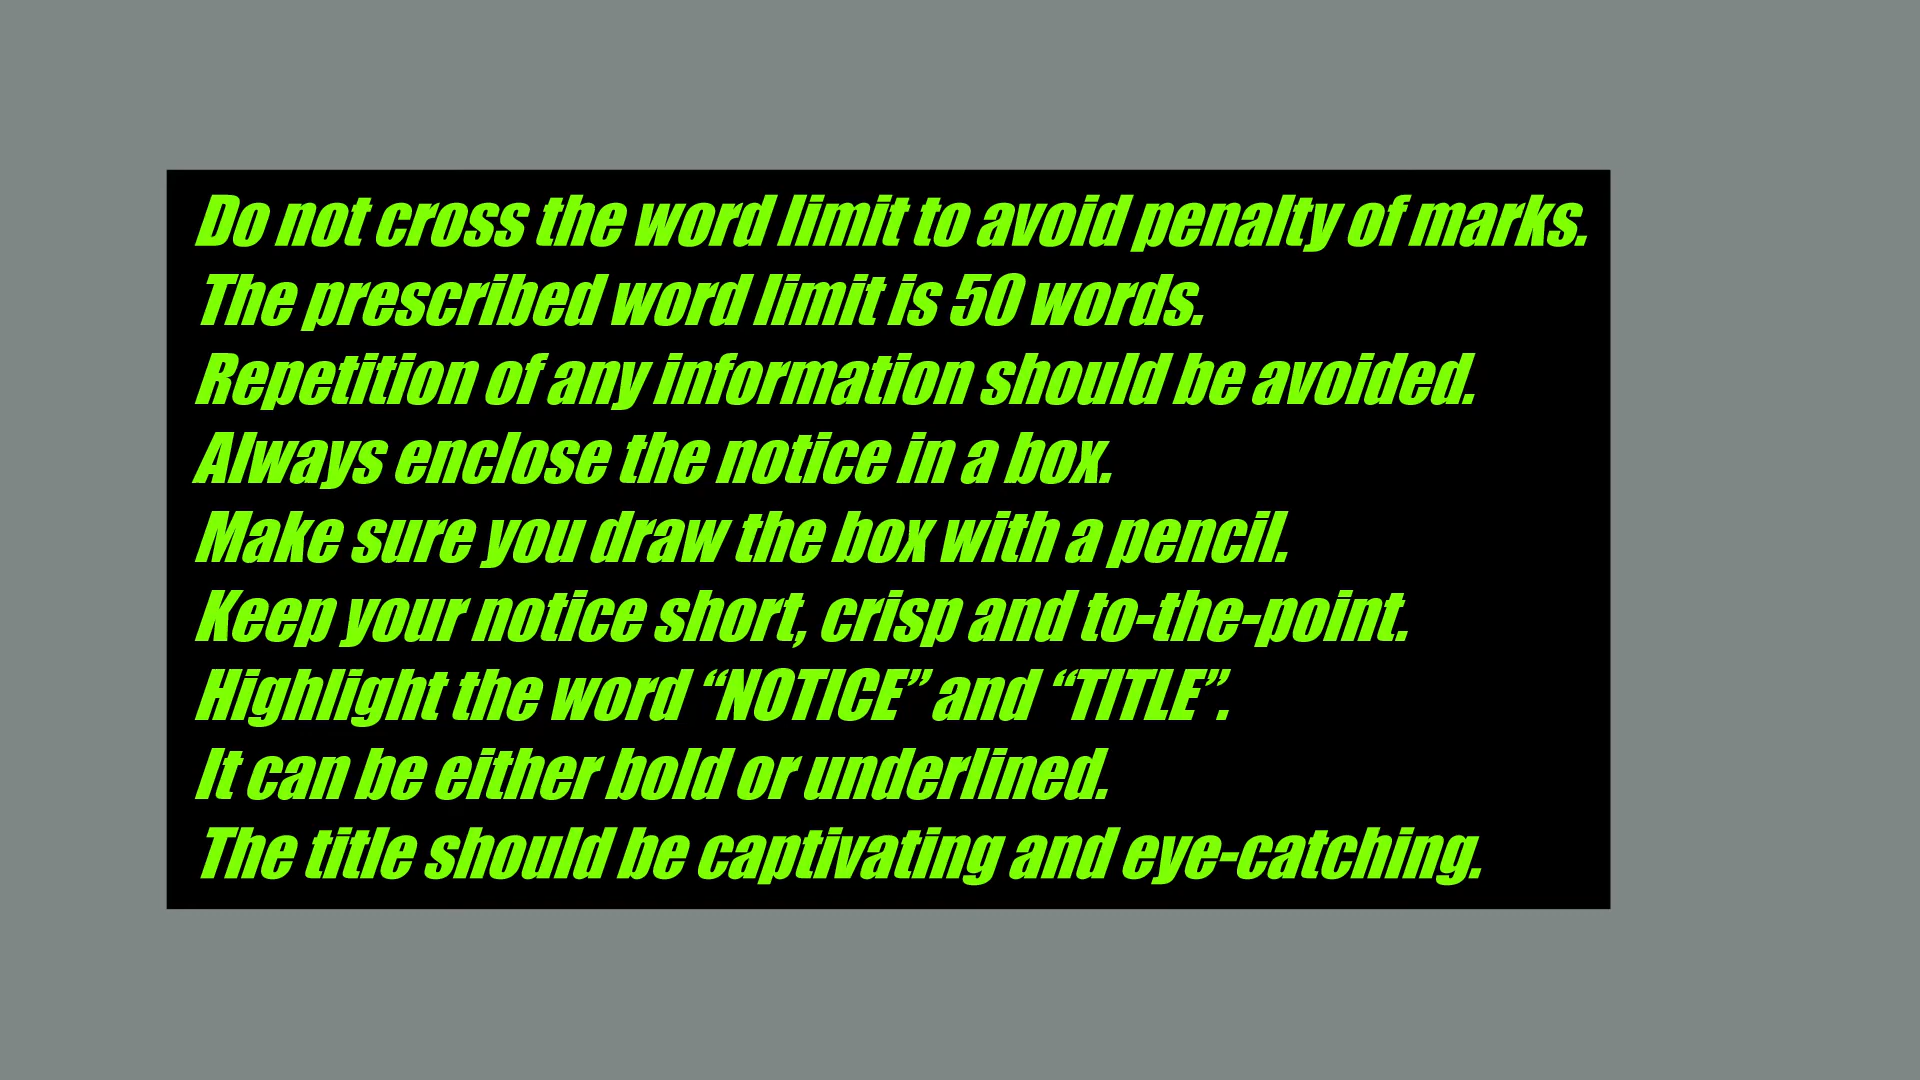 Do not cross the word limit to avoid penalty of marks.
The prescribed word limit is 50 words.
Repetition of any information should be avoided.
Always enclose the notice in a box.
Make sure you draw the box with a pencil.
Keep your notice short, crisp and to-the-point.
Highlight the word “NOTICE” and “TITLE”.
It can be either bold or underlined.
The title should be captivating and eye-catching.